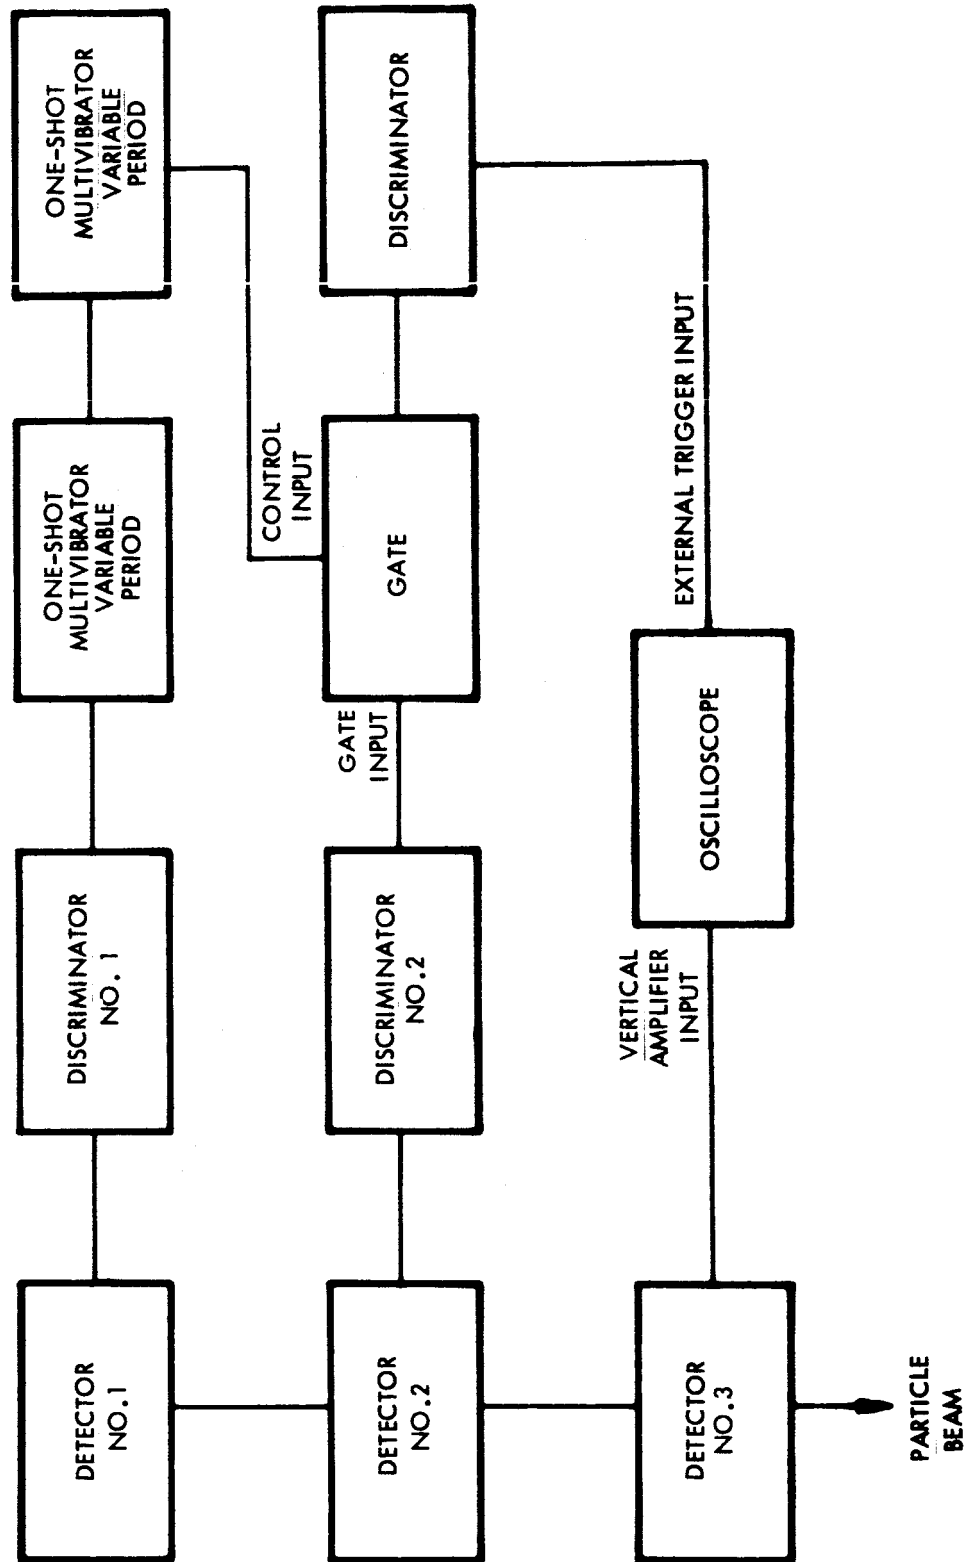 DETECTOR
NO.1
DISCRIMINATOR
NO. 1
ONE-SHOT
MULTIVIBRATOR
VARIABLE
PERIOD
ONE-SHOT
MULTIVIBRATOR
VARIABLE
PERIOD
DETECTOR
NO.2
DISCRIMINATOR
NO.2
GATE
INPUT
GATE
CONTROL
INPUT
DISCRIMINATOR
DETECTOR
NO.3
VERTICAL
AMPLIFIER
INPUT
OSCILLOSCOPE
EXTERNAL TRIGGER INPUT
PARTICLE
BEAM